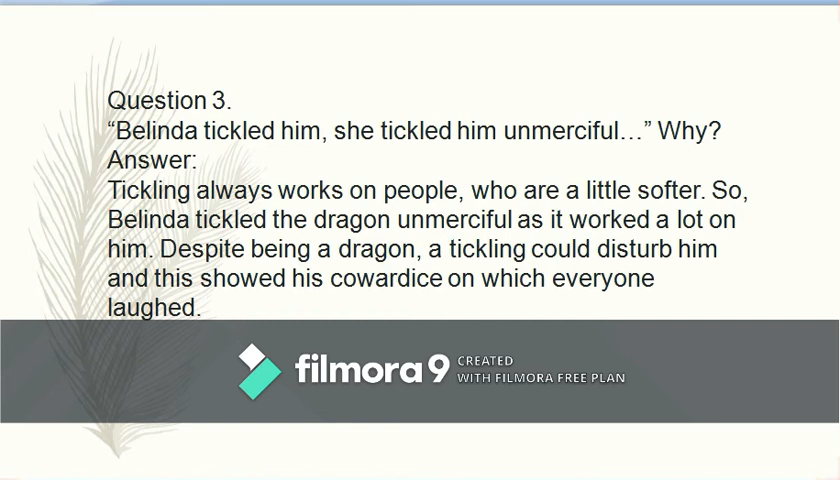 Question 3.
“Belinda tickled him, she tickled him unmerciful…” Why?
Answer:
Tickling always works on people, who are a little softer. So,
Belinda tickled the dragon unmerciful as it worked a lot on
him. Despite being a dragon, a tickling could disturb him
and this showed his cowardice on which everyone
laughed.
filmora9 CREATED
WITH FILMORA FREE PLAN